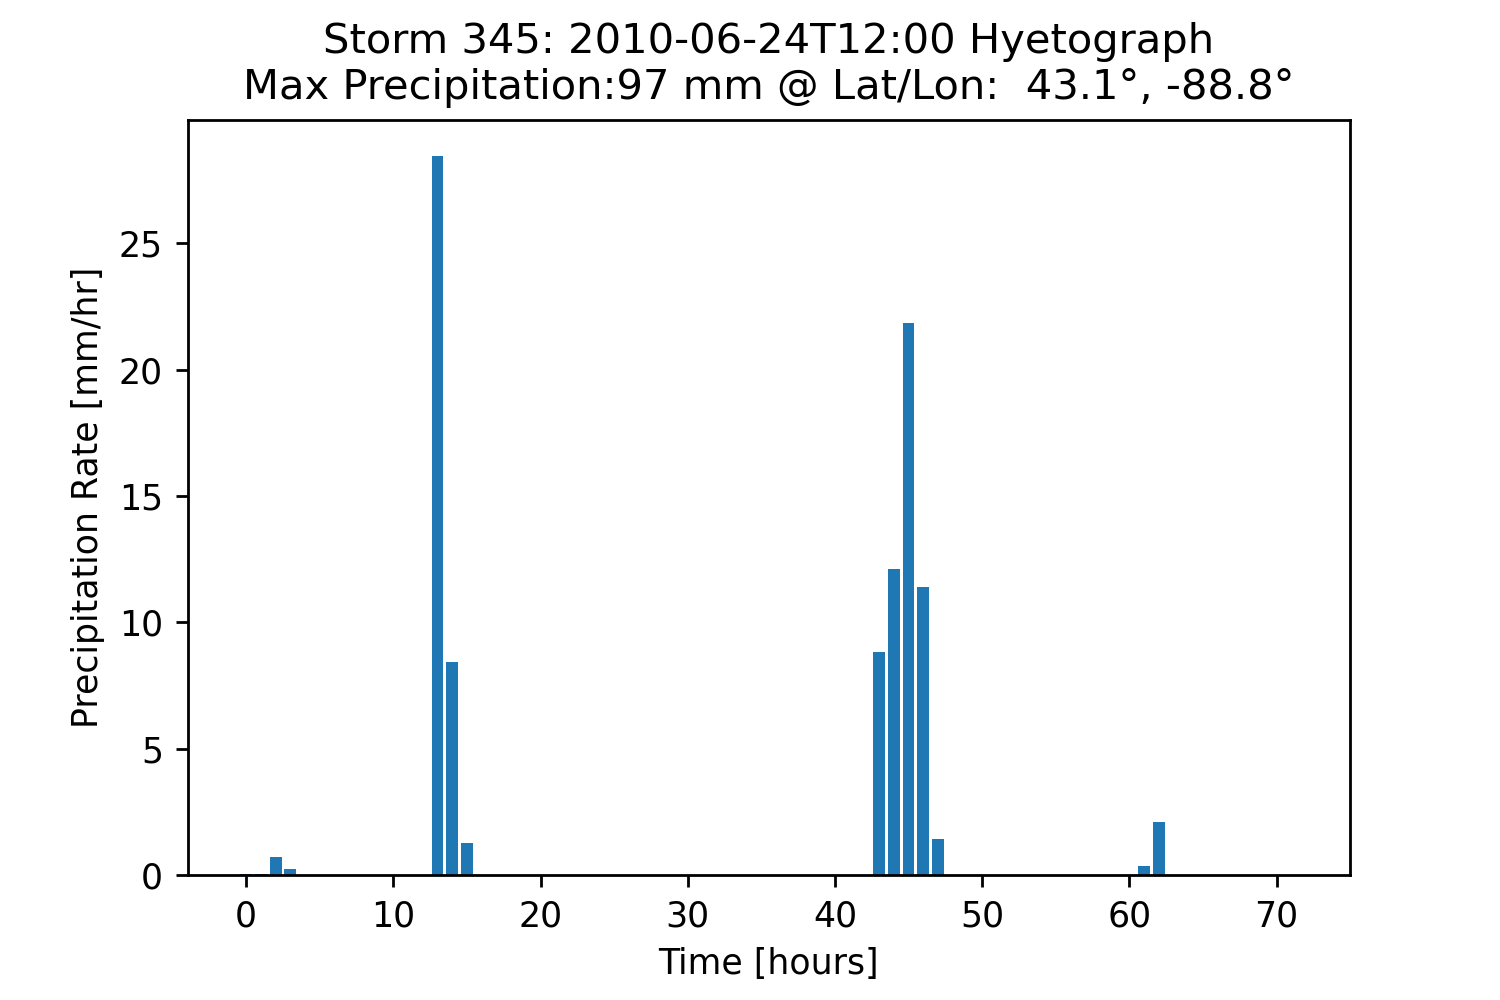 Storm 345: 2010-06-24T12:00 Hyetograph
Max Precipitation:97 mm @ Lat/Lon:  43.1°, -88.8°
Precipitation Rate [mm/hr]
25
20
15
10
5
0
0 10 20 30 40 50 60 70
Time [hours]